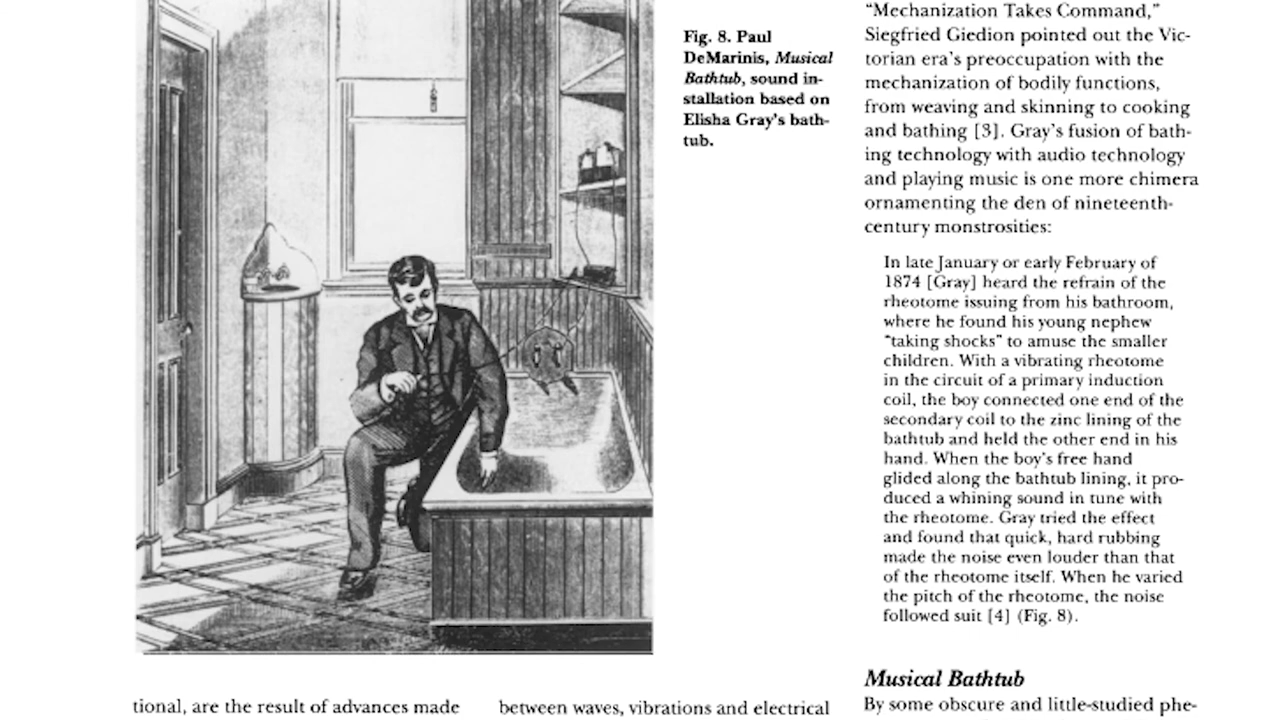 Fig. 8. Paul
DeMarinis, Musical
Bathtub, sound in-
stallation based on
Elisha Gray's bath-
tub.
"Mechanization Takes Command,"
Siegfried Giedion pointed out the Vic-
torian era's preoccupation with the
mechanization of bodily functions,
from weaving and skinning to cooking
and bathing [3]. Gray's fusion of bath-
ing technology with audio technology
and playing music is one more chimera
ornamenting the den of nineteenth-
century monstrosities:
In late January or early February of
1874 [Gray] heard the refrain of the
rheotome issuing from his bathroom,
where he found his young nephew
"taking shocks" to amuse the smaller
children. With a vibrating rheotome
in the circuit of a primary induction
coil, the boy connected one end of the
secondary coil to the zinc lining of the
bathtub and held the other end in his
hand. When the boy's free hand
glided along the bathtub lining, it pro-
duced a whining sound in tune with
the rheotome. Gray tried the effect
and found that quick, hard rubbing
made the noise even louder than that
of the rheotome itself. When he varied
the pitch of the rheotome, the noise
followed suit [4] (Fig. 8).
Musical Bathtub
By some obscure and little-studied phe-
tional, are the result of advances made
between waves, vibrations and electrical